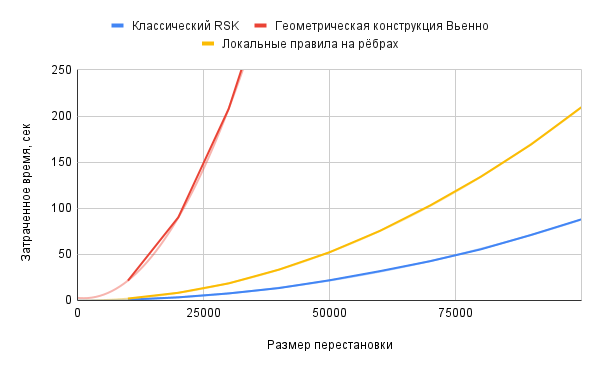 Классический RSK Геометрическая конструкция Вьенно
Локальные правила на рёбрах
250
200
150
100
50
0
Затраченное время, сек
0 25000 50000 75000
Размер перестановки